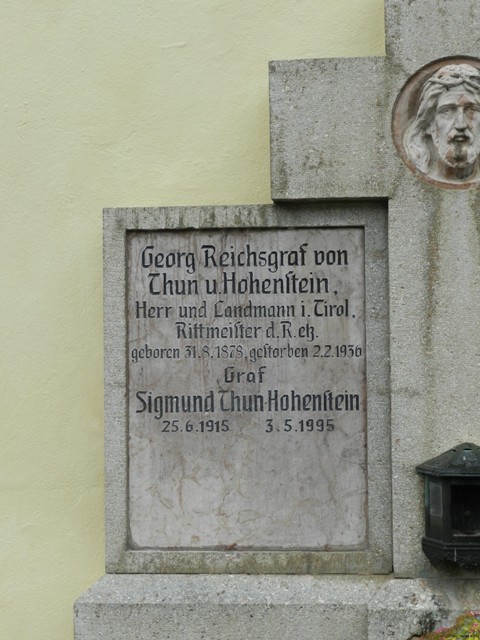 Georg Reichsgraf von
Thun u. Hohenstein,
Herr und Landmann i. Tirol,
Rittmeister d. R. etz.
geboren 31.8.1878, gestorben 2.2.1936
Graf
Sigmund Thun-Hohenstein
25.6.1915 3.5.1995